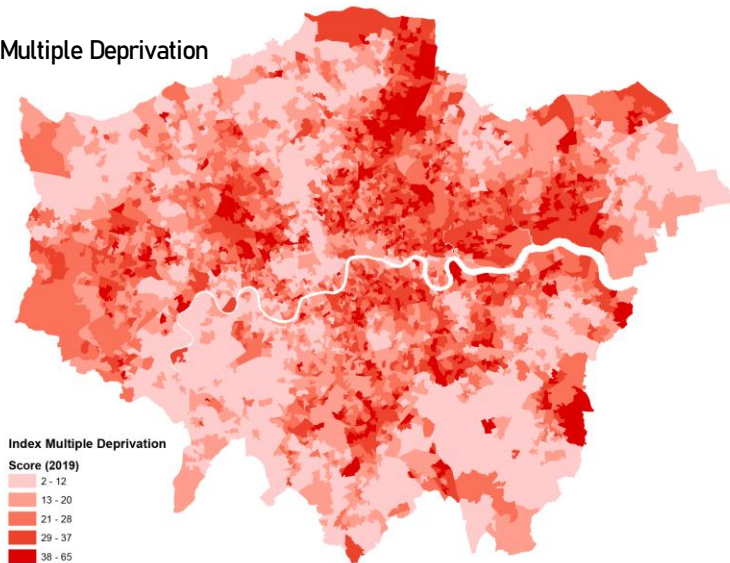 Multiple Deprivation
Index Multiple Deprivation
Score (2019)
2 - 12
13 - 20
21 - 28
29 - 37
38 - 65